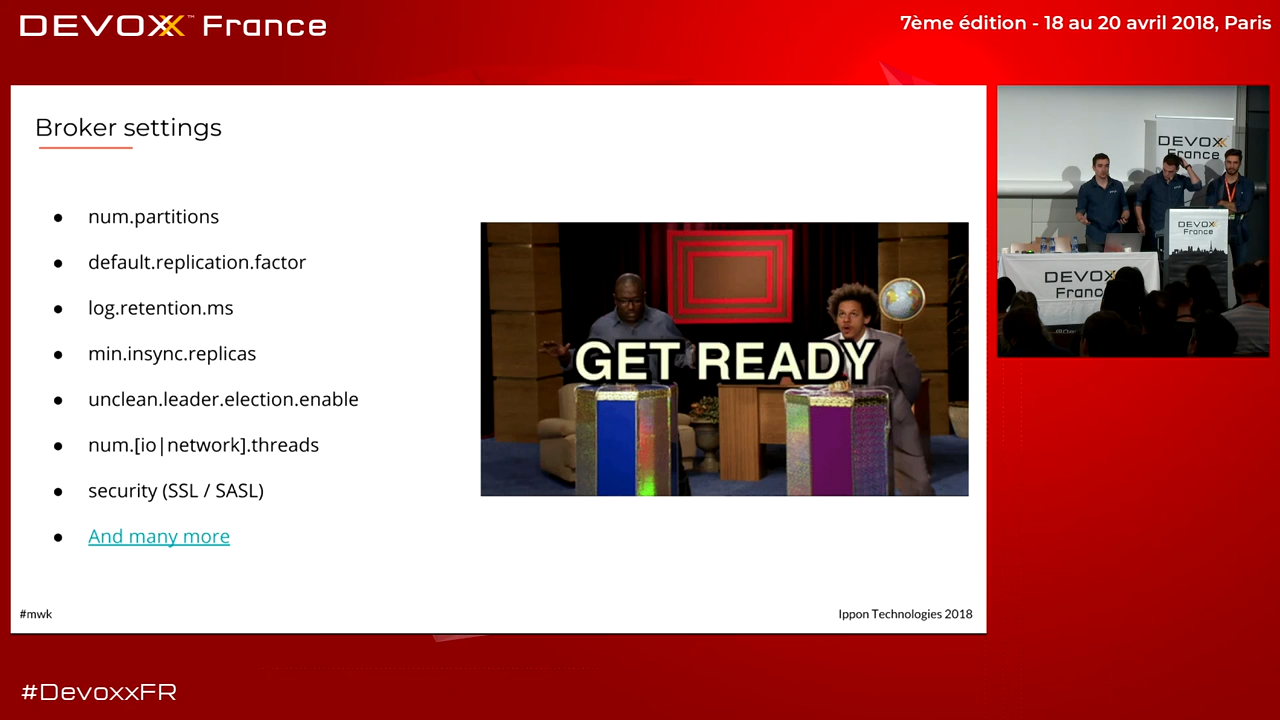 DEVOXX™ France
7ème édition - 18 au 20 avril 2018, Paris
Broker settings
● num.partitions
● default.replication.factor
● log.retention.ms
● min.insync.replicas
● unclean.leader.election.enable
● num.[io|network].threads
● security (SSL / SASL)
● And many more
GET READY
#mwk
Ippon Technologies 2018
DEVOXX
France
DEVOXX
France
DEVOXX
France
#DevoxxFR